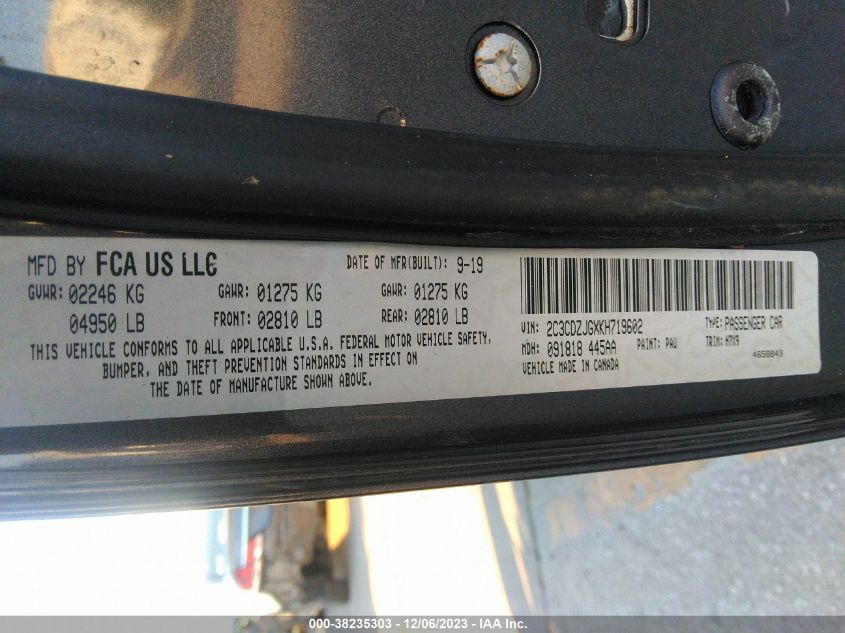 MFD BY FCA US LLC DATE OF MFR(BUILT): 9-19
GVWR: 02246 KG GAWR: 01275 KG GAWR: 01275 KG
04950 LB FRONT: 02810 LB REAR: 02810 LB
THIS VEHICLE CONFORMS TO ALL APPLICABLE U.S.A. FEDERAL MOTOR VEHICLE SAFETY,
BUMPER, AND THEFT PREVENTION STANDARDS IN EFFECT ON
THE DATE OF MANUFACTURE SHOWN ABOVE.
VIN: 2C3CDZJGXKH719602 TYPE: PASSENGER CAR
MDH: 091818 445AA PAINT: PAU TRIM: H7X9
VEHICLE MADE IN CANADA 4658843
000-38235303 - 12/06/2023 - IAA Inc.